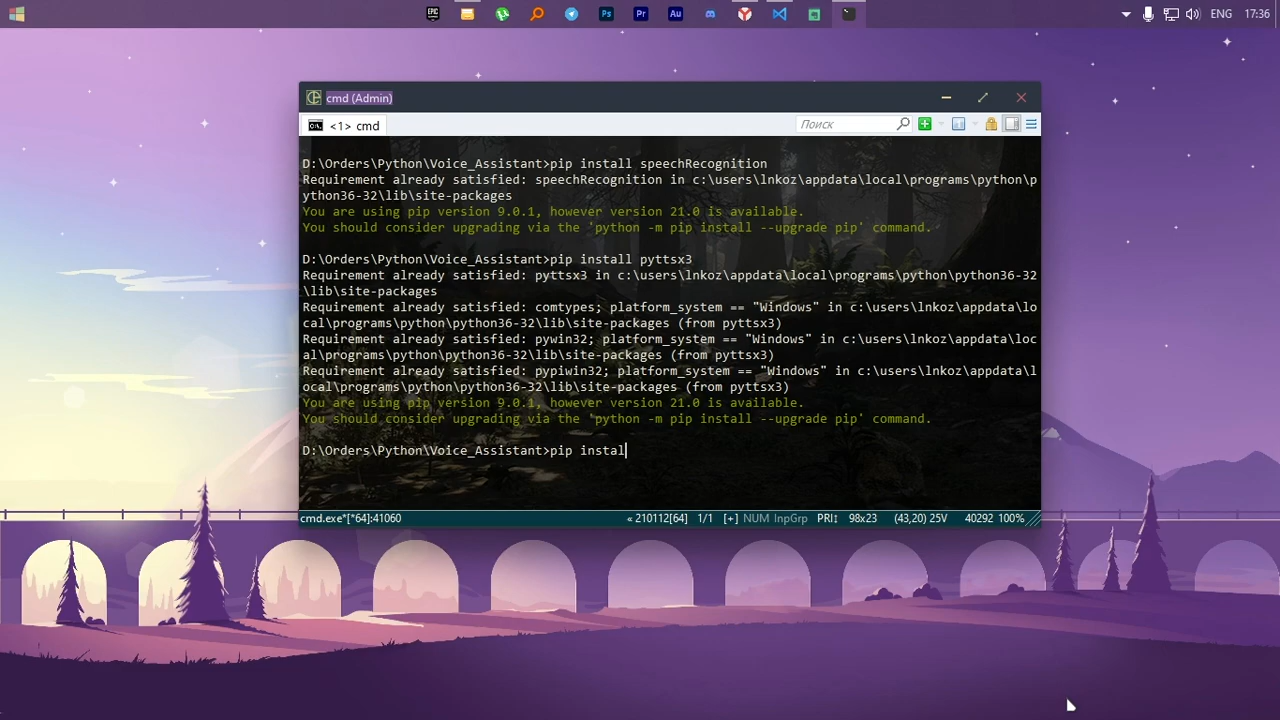 EPIC
Ps
Pr
Au
ENG
17:36
cmd (Admin)
<1> cmd
Поиск
D:\Orders\Python\Voice_Assistant>pip install speechRecognition
Requirement already satisfied: speechRecognition in c:\users\lnkoz\appdata\local\programs\python\p
ython36-32\lib\site-packages
You are using pip version 9.0.1, however version 21.0 is available.
You should consider upgrading via the 'python -m pip install --upgrade pip' command.
D:\Orders\Python\Voice_Assistant>pip install pyttsx3
Requirement already satisfied: pyttsx3 in c:\users\lnkoz\appdata\local\programs\python\python36-32
\lib\site-packages
Requirement already satisfied: comtypes; platform_system == "Windows" in c:\users\lnkoz\appdata\lo
cal\programs\python\python36-32\lib\site-packages (from pyttsx3)
Requirement already satisfied: pywin32; platform_system == "Windows" in c:\users\lnkoz\appdata\loc
al\programs\python\python36-32\lib\site-packages (from pyttsx3)
Requirement already satisfied: pypiwin32; platform_system == "Windows" in c:\users\lnkoz\appdata\l
ocal\programs\python\python36-32\lib\site-packages (from pyttsx3)
You are using pip version 9.0.1, however version 21.0 is available.
You should consider upgrading via the 'python -m pip install --upgrade pip' command.
D:\Orders\Python\Voice_Assistant>pip instal
cmd.exe*[*64]:41060
« 210112[64] 1/1 [+] NUM InpGrp PRI↕ 98x23 (43,20) 25V 40292 100%